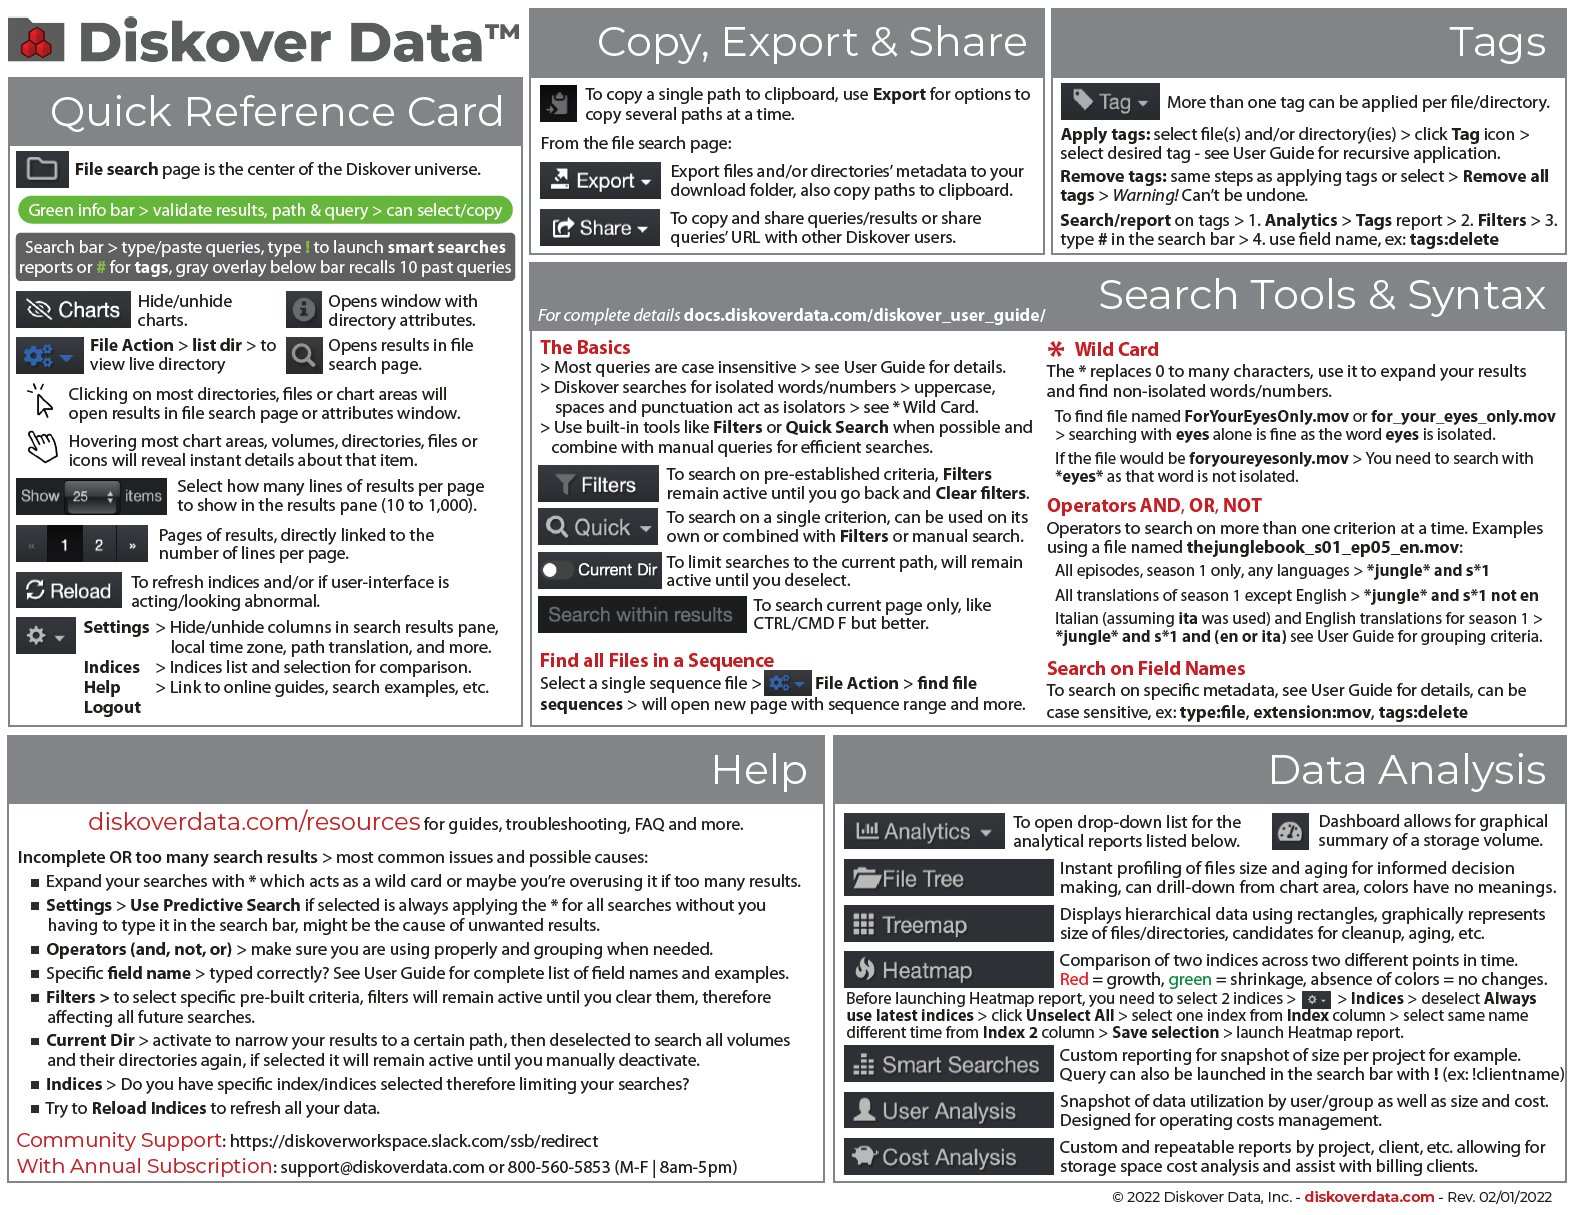 Diskover Data™
Quick Reference Card
File search page is the center of the Diskover universe.
Green info bar > validate results, path & query > can select/copy
Search bar > type/paste queries, type ! to launch smart searches
reports or # for tags, gray overlay below bar recalls 10 past queries
Charts
Hide/unhide
charts.
Opens window with
directory attributes.
File Action > list dir > to
view live directory
Opens results in file
search page.
Clicking on most directories, files or chart areas will
open results in file search page or attributes window.
Hovering most chart areas, volumes, directories, files or
icons will reveal instant details about that item.
Show 25 items
Select how many lines of results per page
to show in the results pane (10 to 1,000).
« 1 2 »
Pages of results, directly linked to the
number of lines per page.
Reload
To refresh indices and/or if user-interface is
acting/looking abnormal.
Settings > Hide/unhide columns in search results pane,
local time zone, path translation, and more.
Indices > Indices list and selection for comparison.
Help > Link to online guides, search examples, etc.
Logout
Copy, Export & Share
To copy a single path to clipboard, use Export for options to
copy several paths at a time.
From the file search page:
Export
Export files and/or directories' metadata to your
download folder, also copy paths to clipboard.
Share
To copy and share queries/results or share
queries' URL with other Diskover users.
Tags
Tag
More than one tag can be applied per file/directory.
Apply tags: select file(s) and/or directory(ies) > click Tag icon >
select desired tag - see User Guide for recursive application.
Remove tags: same steps as applying tags or select > Remove all
tags > Warning! Can't be undone.
Search/report on tags > 1. Analytics > Tags report > 2. Filters > 3.
type # in the search bar > 4. use field name, ex: tags:delete
Search Tools & Syntax
For complete details docs.diskoverdata.com/diskover_user_guide/
The Basics
> Most queries are case insensitive > see User Guide for details.
> Diskover searches for isolated words/numbers > uppercase,
spaces and punctuation act as isolators > see * Wild Card.
> Use built-in tools like Filters or Quick Search when possible and
combine with manual queries for efficient searches.
Filters
To search on pre-established criteria, Filters
remain active until you go back and Clear filters.
Quick
To search on a single criterion, can be used on its
own or combined with Filters or manual search.
Current Dir
To limit searches to the current path, will remain
active until you deselect.
Search within results
To search current page only, like
CTRL/CMD F but better.
Find all Files in a Sequence
Select a single sequence file > File Action > find file
sequences > will open new page with sequence range and more.
* Wild Card
The * replaces 0 to many characters, use it to expand your results
and find non-isolated words/numbers.
To find file named ForYourEyesOnly.mov or for_your_eyes_only.mov
> searching with eyes alone is fine as the word eyes is isolated.
If the file would be foryoureyesonly.mov > You need to search with
*eyes* as that word is not isolated.
Operators AND, OR, NOT
Operators to search on more than one criterion at a time. Examples
using a file named thejunglebook_s01_ep05_en.mov:
All episodes, season 1 only, any languages > *jungle* and s*1
All translations of season 1 except English > *jungle* and s*1 not en
Italian (assuming ita was used) and English translations for season 1 >
*jungle* and s*1 and (en or ita) see User Guide for grouping criteria.
Search on Field Names
To search on specific metadata, see User Guide for details, can be
case sensitive, ex: type:file, extension:mov, tags:delete
Help
diskoverdata.com/resources for guides, troubleshooting, FAQ and more.
Incomplete OR too many search results > most common issues and possible causes:
■ Expand your searches with * which acts as a wild card or maybe you're overusing it if too many results.
■ Settings > Use Predictive Search if selected is always applying the * for all searches without you
having to type it in the search bar, might be the cause of unwanted results.
■ Operators (and, not, or) > make sure you are using properly and grouping when needed.
■ Specific field name > typed correctly? See User Guide for complete list of field names and examples.
■ Filters > to select specific pre-built criteria, filters will remain active until you clear them, therefore
affecting all future searches.
■ Current Dir > activate to narrow your results to a certain path, then deselected to search all volumes
and their directories again, if selected it will remain active until you manually deactivate.
■ Indices > Do you have specific index/indices selected therefore limiting your searches?
■ Try to Reload Indices to refresh all your data.
Community Support: https://diskoverworkspace.slack.com/ssb/redirect
With Annual Subscription: support@diskoverdata.com or 800-560-5853 (M-F | 8am-5pm)
Data Analysis
Analytics
To open drop-down list for the
analytical reports listed below.
Dashboard allows for graphical
summary of a storage volume.
File Tree
Instant profiling of files size and aging for informed decision
making, can drill-down from chart area, colors have no meanings.
Treemap
Displays hierarchical data using rectangles, graphically represents
size of files/directories, candidates for cleanup, aging, etc.
Heatmap
Comparison of two indices across two different points in time.
Red = growth, green = shrinkage, absence of colors = no changes.
Before launching Heatmap report, you need to select 2 indices > > Indices > deselect Always
use latest indices > click Unselect All > select one index from Index column > select same name
different time from Index 2 column > Save selection > launch Heatmap report.
Smart Searches
Custom reporting for snapshot of size per project for example.
Query can also be launched in the search bar with ! (ex: !clientname)
User Analysis
Snapshot of data utilization by user/group as well as size and cost.
Designed for operating costs management.
Cost Analysis
Custom and repeatable reports by project, client, etc. allowing for
storage space cost analysis and assist with billing clients.
© 2022 Diskover Data, Inc. - diskoverdata.com - Rev. 02/01/2022